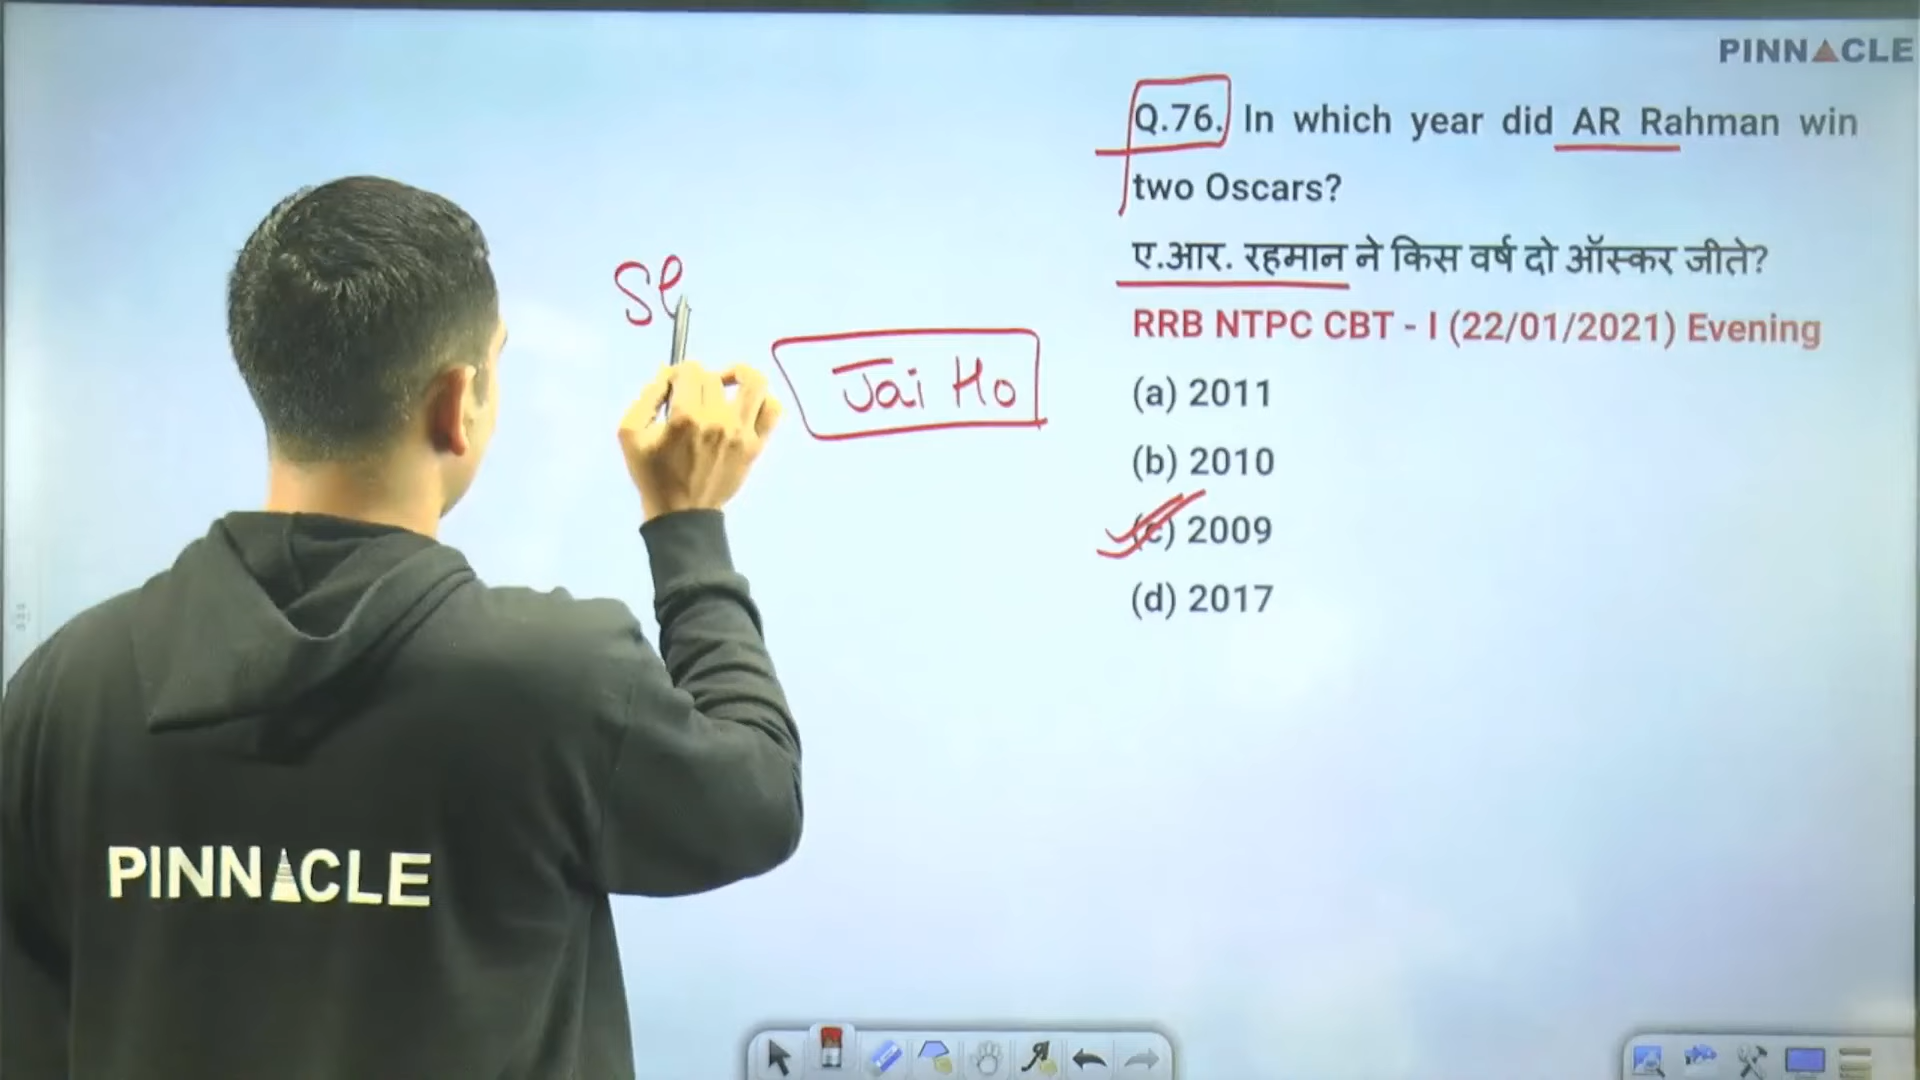 PINNACLE
Q.76. In which year did AR Rahman win
two Oscars?
ए.आर. रहमान ने किस वर्ष दो ऑस्कर जीते?
RRB NTPC CBT - I (22/01/2021) Evening
(a) 2011
(b) 2010
(c) 2009
(d) 2017
Sl
Jai Ho
PINNACLE